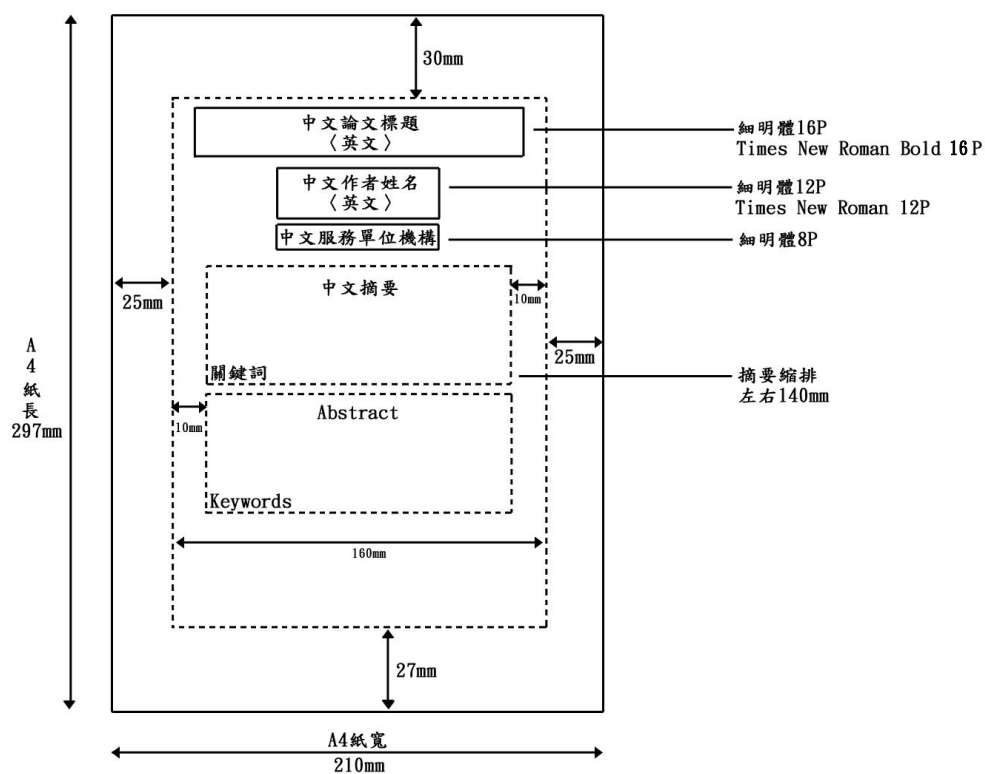 30mm
中文論文標題
〈英文〉
細明體16P
Times New Roman Bold 16P
中文作者姓名
〈英文〉
細明體12P
Times New Roman 12P
中文服務單位機構
細明體8P
25mm
中文摘要
10mm
25mm
關鍵詞
摘要縮排
左右140mm
A
4
紙
長
297mm
10mm
Abstract
Keywords
160mm
27mm
A4紙寬
210mm